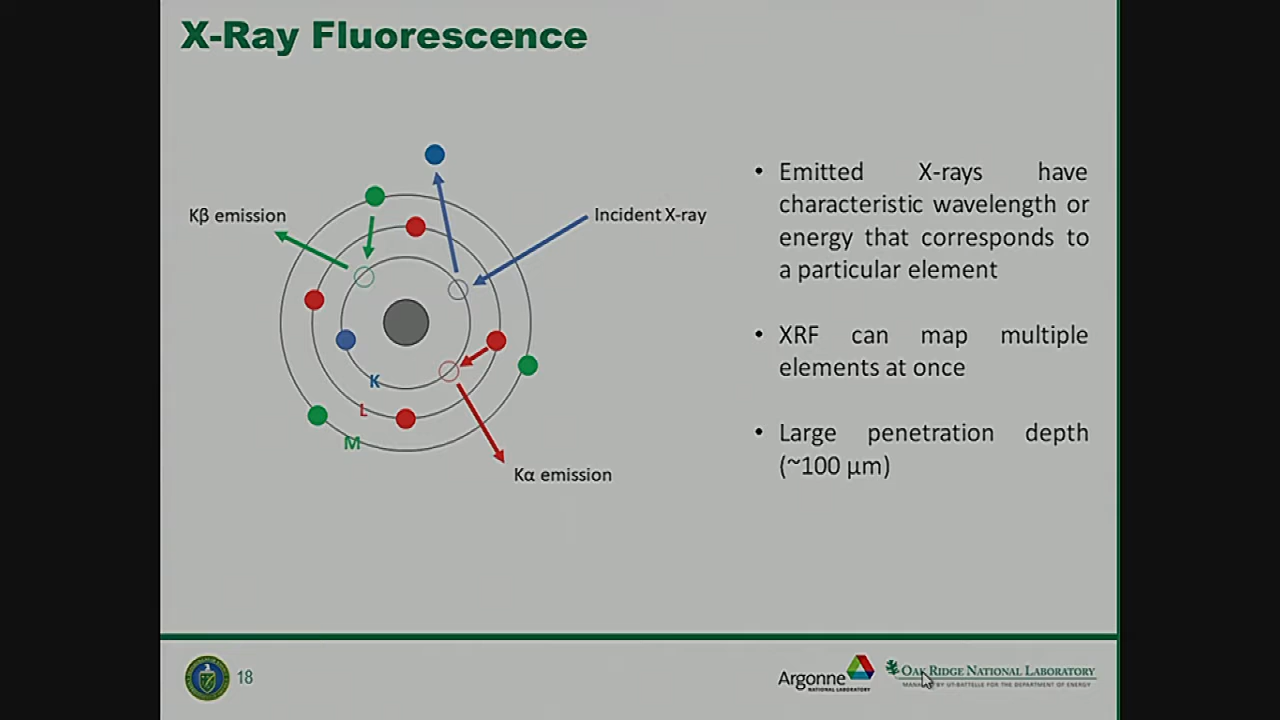 X-Ray Fluorescence
Kβ emission
Incident X-ray
K
L
M
Kα emission
• Emitted X-rays have
characteristic wavelength or
energy that corresponds to
a particular element
• XRF can map multiple
elements at once
• Large penetration depth
(~100 μm)
18
Argonne
NATIONAL LABORATORY
OAK RIDGE NATIONAL LABORATORY
MANAGED BY UT-BATTELLE FOR THE DEPARTMENT OF ENERGY